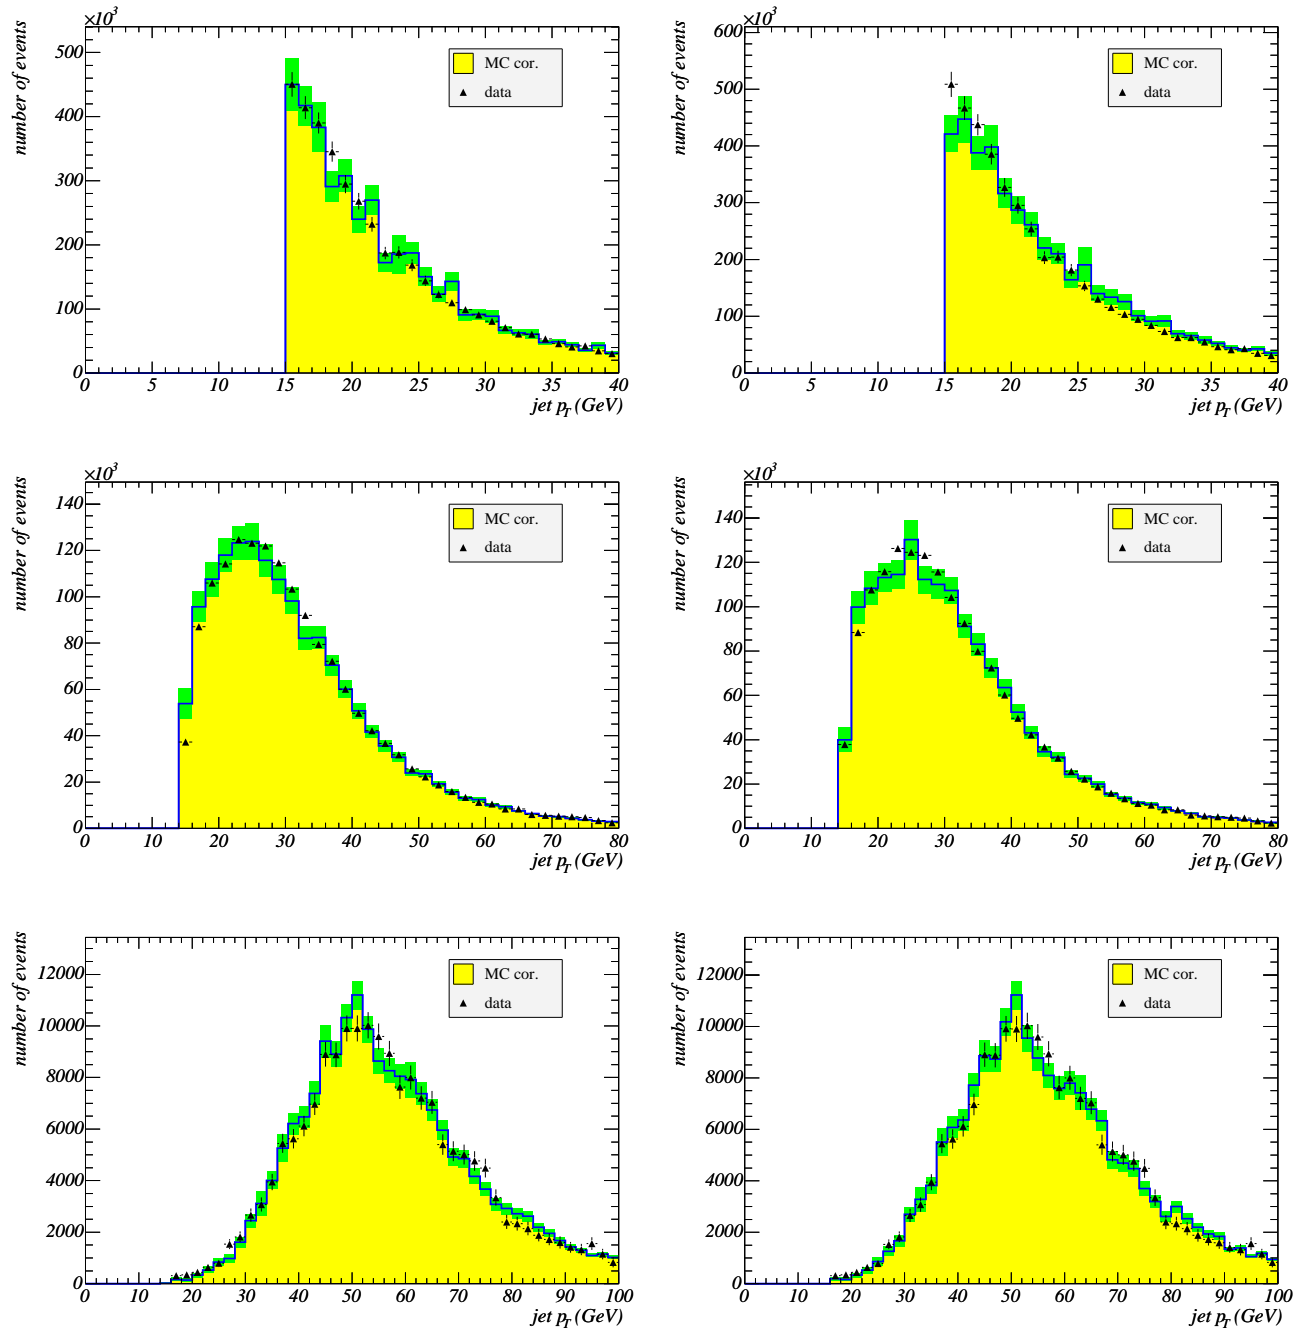 ×10³
number of events
500
400
300
200
100
0
MC cor.
data
0 5 10 15 20 25 30 35 40
jet p_T (GeV)
×10³
number of events
600
500
400
300
200
100
0
MC cor.
data
0 5 10 15 20 25 30 35 40
jet p_T (GeV)
×10³
number of events
140
120
100
80
60
40
20
0
MC cor.
data
0 10 20 30 40 50 60 70 80
jet p_T (GeV)
×10³
number of events
140
120
100
80
60
40
20
0
MC cor.
data
0 10 20 30 40 50 60 70 80
jet p_T (GeV)
number of events
12000
10000
8000
6000
4000
2000
0
MC cor.
data
0 10 20 30 40 50 60 70 80 90 100
jet p_T (GeV)
number of events
12000
10000
8000
6000
4000
2000
0
MC cor.
data
0 10 20 30 40 50 60 70 80 90 100
jet p_T (GeV)